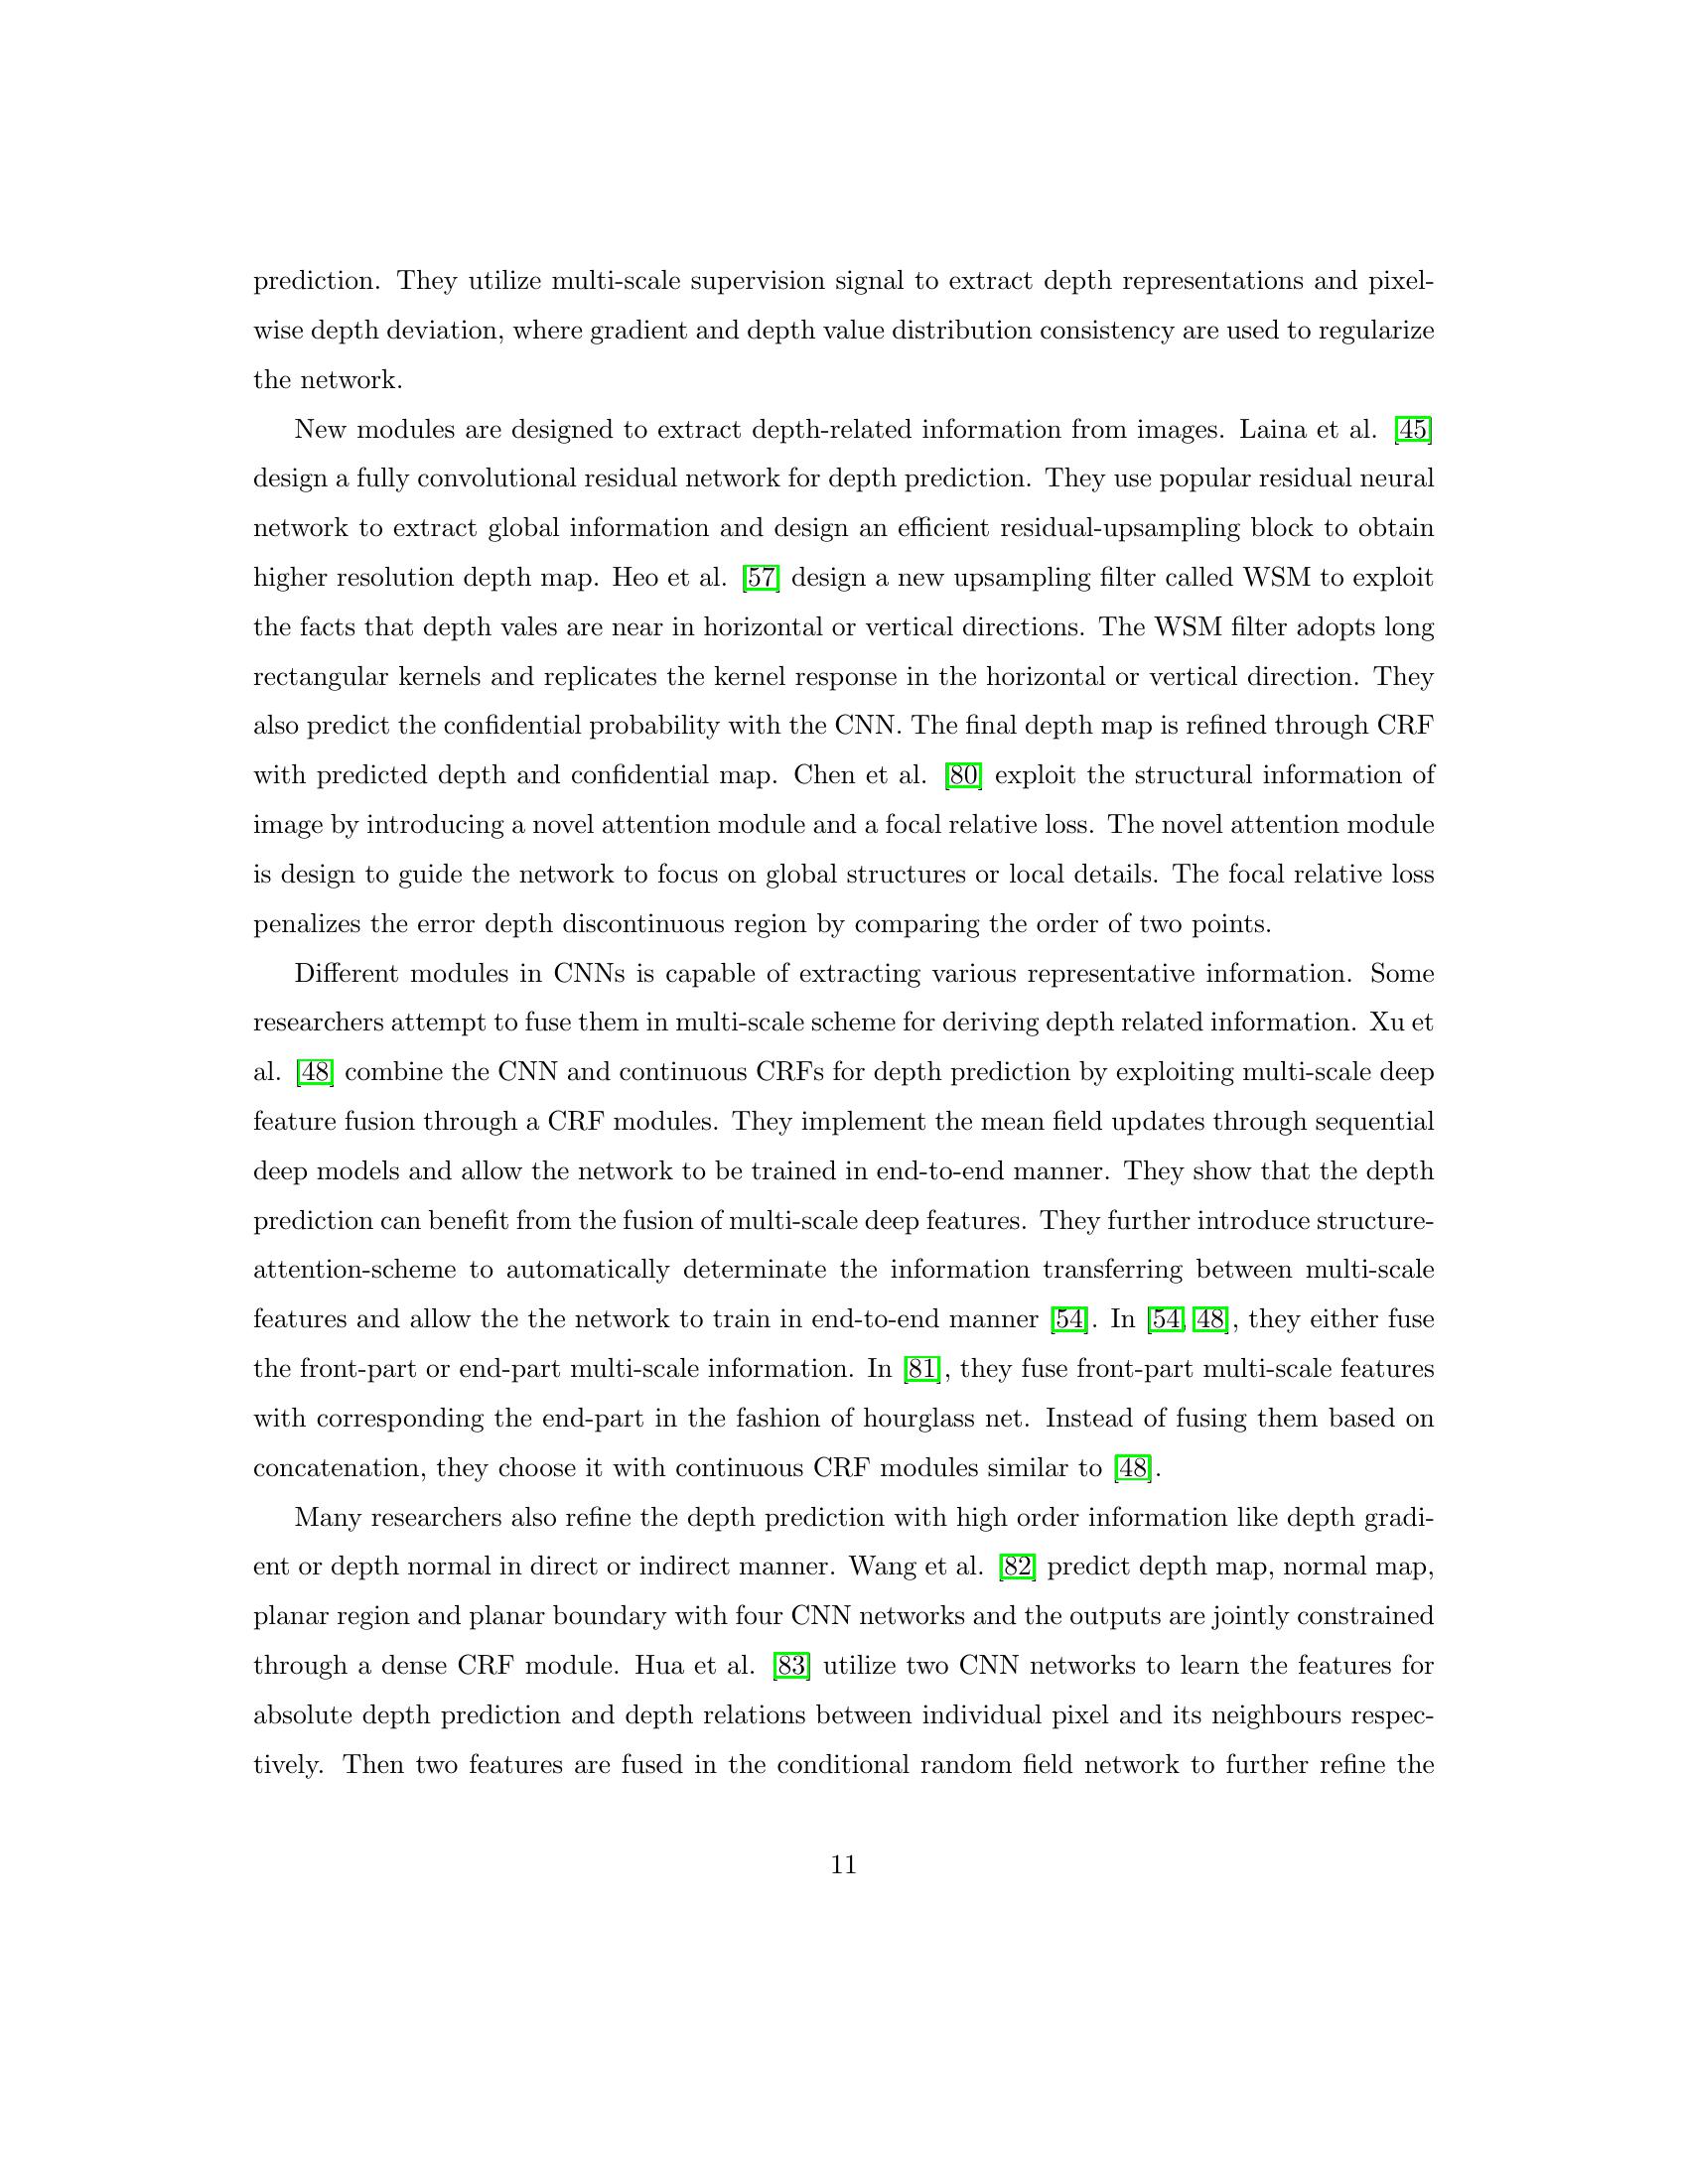 prediction. They utilize multi-scale supervision signal to extract depth representations and pixel-
wise depth deviation, where gradient and depth value distribution consistency are used to regularize
the network.
New modules are designed to extract depth-related information from images. Laina et al. [45]
design a fully convolutional residual network for depth prediction. They use popular residual neural
network to extract global information and design an efficient residual-upsampling block to obtain
higher resolution depth map. Heo et al. [57] design a new upsampling filter called WSM to exploit
the facts that depth vales are near in horizontal or vertical directions. The WSM filter adopts long
rectangular kernels and replicates the kernel response in the horizontal or vertical direction. They
also predict the confidential probability with the CNN. The final depth map is refined through CRF
with predicted depth and confidential map. Chen et al. [80] exploit the structural information of
image by introducing a novel attention module and a focal relative loss. The novel attention module
is design to guide the network to focus on global structures or local details. The focal relative loss
penalizes the error depth discontinuous region by comparing the order of two points.
Different modules in CNNs is capable of extracting various representative information. Some
researchers attempt to fuse them in multi-scale scheme for deriving depth related information. Xu et
al. [48] combine the CNN and continuous CRFs for depth prediction by exploiting multi-scale deep
feature fusion through a CRF modules. They implement the mean field updates through sequential
deep models and allow the network to be trained in end-to-end manner. They show that the depth
prediction can benefit from the fusion of multi-scale deep features. They further introduce structure-
attention-scheme to automatically determinate the information transferring between multi-scale
features and allow the the network to train in end-to-end manner [54]. In [54, 48], they either fuse
the front-part or end-part multi-scale information. In [81], they fuse front-part multi-scale features
with corresponding the end-part in the fashion of hourglass net. Instead of fusing them based on
concatenation, they choose it with continuous CRF modules similar to [48].
Many researchers also refine the depth prediction with high order information like depth gradi-
ent or depth normal in direct or indirect manner. Wang et al. [82] predict depth map, normal map,
planar region and planar boundary with four CNN networks and the outputs are jointly constrained
through a dense CRF module. Hua et al. [83] utilize two CNN networks to learn the features for
absolute depth prediction and depth relations between individual pixel and its neighbours respec-
tively. Then two features are fused in the conditional random field network to further refine the
11